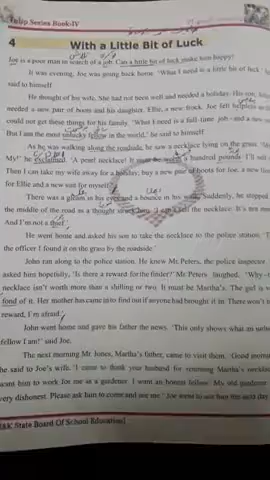 Tulip Series Book-IV
4 With a Little Bit of Luck
Joe is a poor man in search of a job. Can a little bit of luck make him happy?
It was evening. Joe was going back home. 'What I need is a little bit of luck'
said to himself
He thought of his wife. She had not been well and needed a holiday. His son,
needed a new pair of boots and his daughter, Ellie, a new frock. Joe felt helpless
could not get these things for his family. 'What I need is a full-time job
But I am the most unlucky fellow in the world,' he said to himself
As he was walking along the roadside, he saw a necklace lying on the grass.
My!' he exclaimed. 'A pearl necklace! It must be worth a hundred pounds. I'll sell
Then I can take my wife away for a holiday; buy a new pair of boots for Joe, a new
for Ellie and a new suit for myself.'
There was a gleam in his eyes and a bounce in his walk. Suddenly, he stopped
the middle of the road as a thought struck him. 'I can't sell the necklace. It's not
And I'm not a thief.'
He went home and asked his son to take the necklace to the police station.
the officer I found it on the grass by the roadside.'
John ran along to the police station. He knew Mr. Peters, the police inspector
asked him hopefully, 'Is there a reward for the finder?' Mr Peters laughed. 'Why
necklace isn't worth more than a shilling or two. It must be Martha's. The girl is
fond of it. Her mother has came in to find out if anyone had brought it in. There won't
reward, I'm afraid.'
John went home and gave his father the news. 'This only shows what an
fellow I am!' said Joe.
The next morning Mr Jones, Martha's father, came to visit them. 'Good
he said to Joe's wife. 'I came to thank your husband for returning Martha's
want him to work for me as a gardener. I want an honest fellow. My old gardener
very dishonest. Please ask him to come and see me.' Joe went to see him the next day
J&K State Board Of School Education